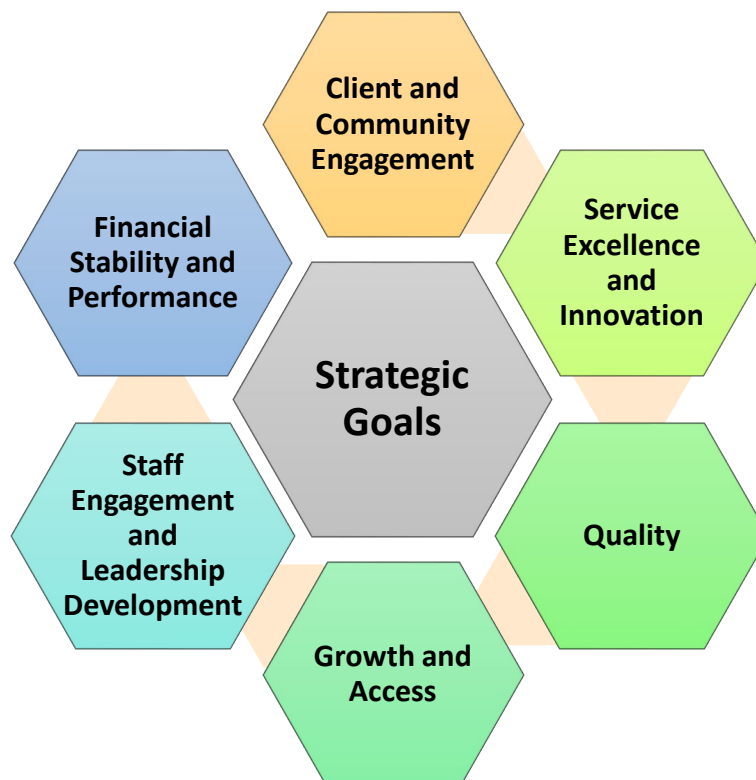 Client and
Community
Engagement
Service
Excellence
and
Innovation
Financial
Stability and
Performance
Strategic
Goals
Staff
Engagement
and
Leadership
Development
Quality
Growth and
Access